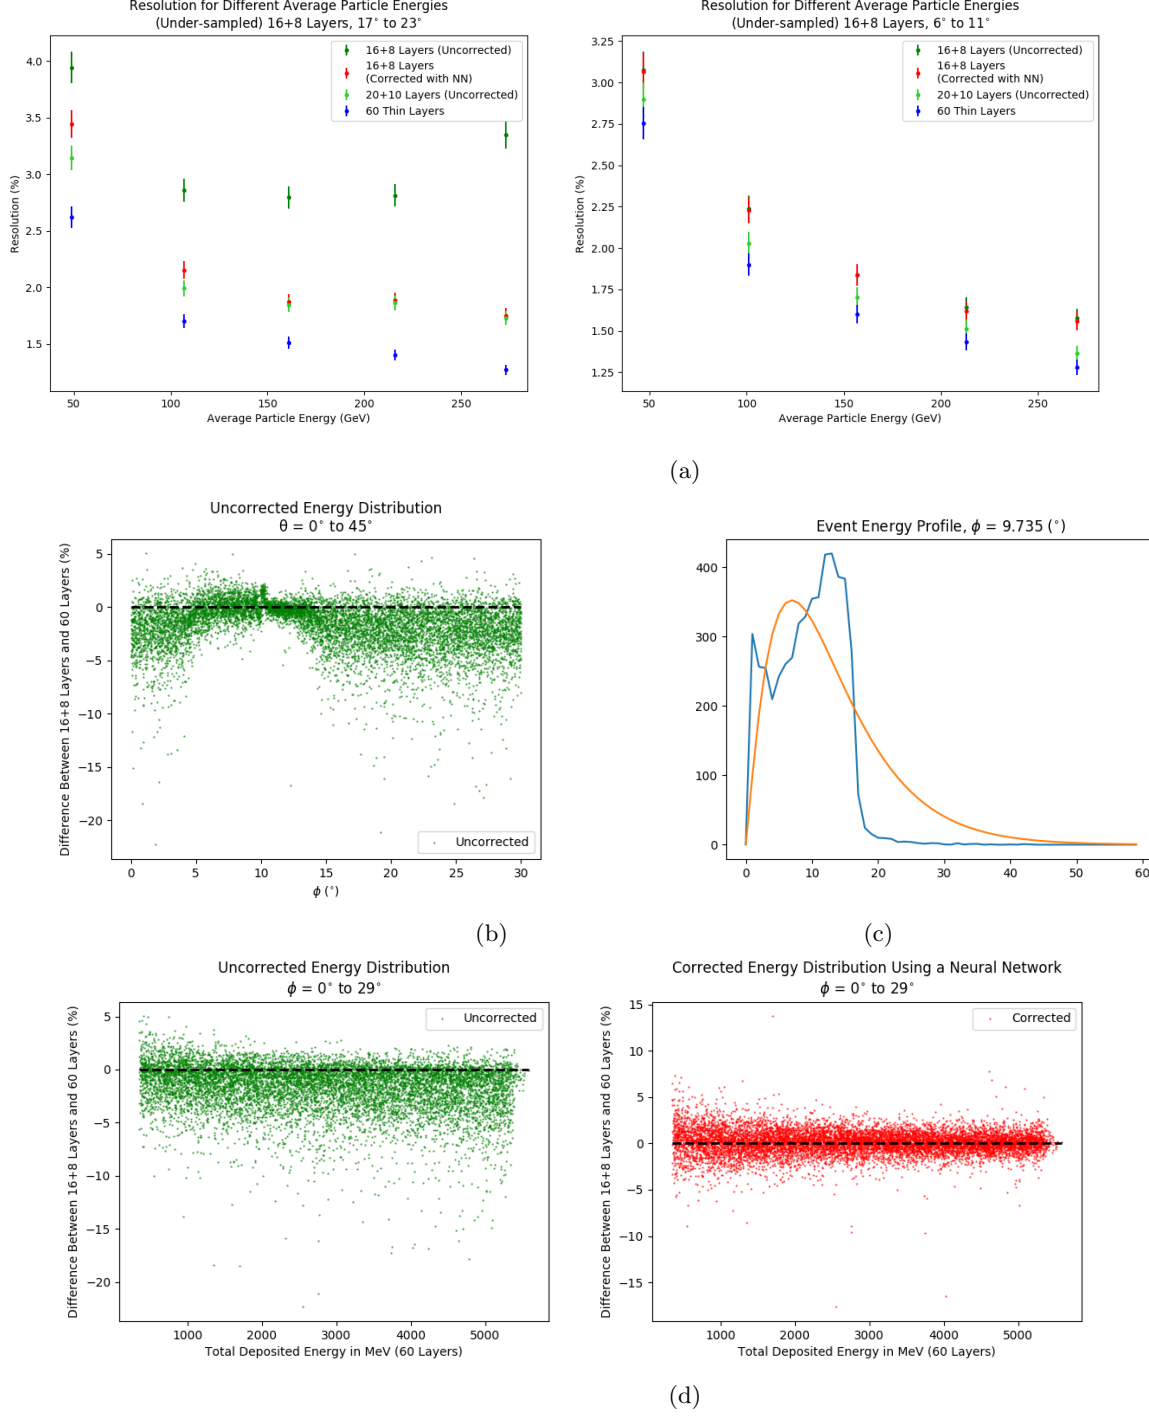 Resolution for Different Average Particle Energies
(Under-sampled) 16+8 Layers, 17° to 23°
Resolution (%)
4.0
3.5
3.0
2.5
2.0
1.5
16+8 Layers (Uncorrected)
16+8 Layers
(Corrected with NN)
20+10 Layers (Uncorrected)
60 Thin Layers
50 100 150 200 250
Average Particle Energy (GeV)
Resolution for Different Average Particle Energies
(Under-sampled) 16+8 Layers, 6° to 11°
Resolution (%)
3.25
3.00
2.75
2.50
2.25
2.00
1.75
1.50
1.25
16+8 Layers (Uncorrected)
16+8 Layers
(Corrected with NN)
20+10 Layers (Uncorrected)
60 Thin Layers
50 100 150 200 250
Average Particle Energy (GeV)
(a)
Uncorrected Energy Distribution
θ = 0° to 45°
Difference Between 16+8 Layers and 60 Layers (%)
5
0
−5
−10
−15
−20
Uncorrected
0 5 10 15 20 25 30
ϕ (°)
(b)
Event Energy Profile, ϕ = 9.735 (°)
400
300
200
100
0
0 10 20 30 40 50 60
(c)
Uncorrected Energy Distribution
ϕ = 0° to 29°
Difference Between 16+8 Layers and 60 Layers (%)
5
0
−5
−10
−15
−20
Uncorrected
1000 2000 3000 4000 5000
Total Deposited Energy in MeV (60 Layers)
Corrected Energy Distribution Using a Neural Network
ϕ = 0° to 29°
Difference Between 16+8 Layers and 60 Layers (%)
15
10
5
0
−5
−10
−15
Corrected
1000 2000 3000 4000 5000
Total Deposited Energy in MeV (60 Layers)
(d)